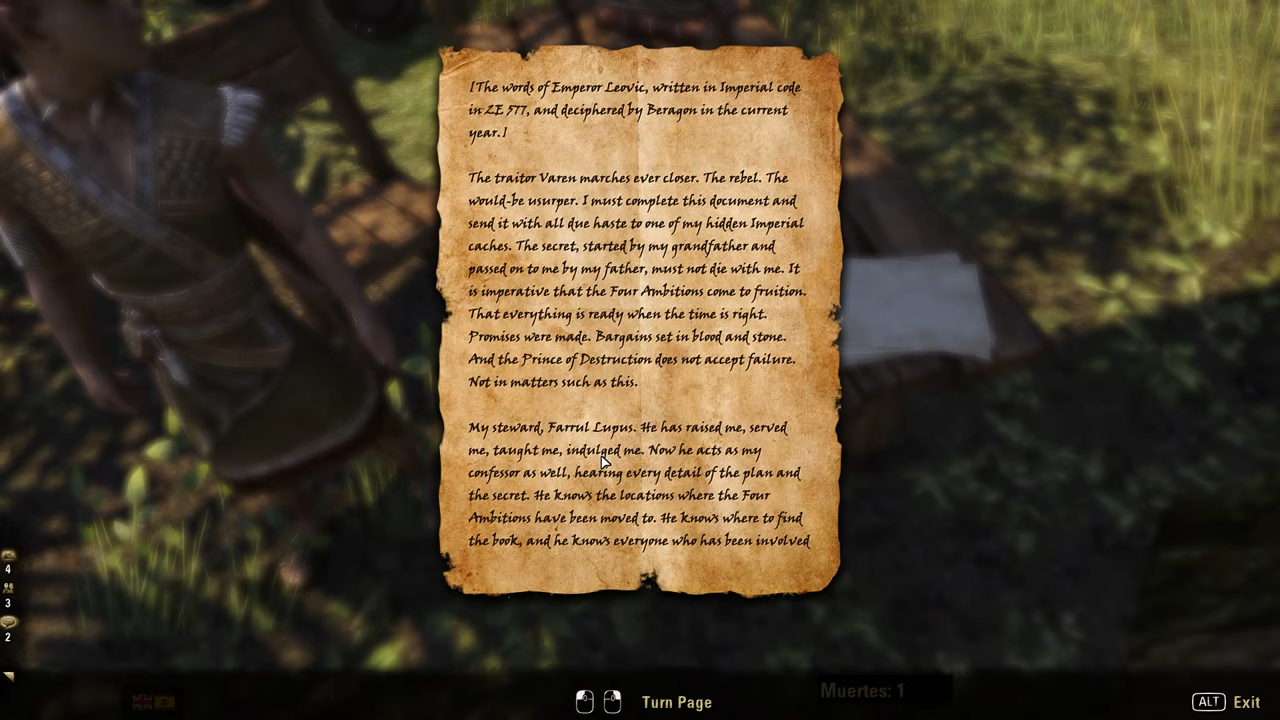 [The words of Emperor Leovic, written in Imperial code
in 2E 577, and deciphered by Beragon in the current
year.]
The traitor Varen marches ever closer. The rebel. The
would-be usurper. I must complete this document and
send it with all due haste to one of my hidden Imperial
caches. The secret, started by my grandfather and
passed on to me by my father, must not die with me. It
is imperative that the Four Ambitions come to fruition.
That everything is ready when the time is right.
Promises were made. Bargains set in blood and stone.
And the Prince of Destruction does not accept failure.
Not in matters such as this.
My steward, Farrul Lupus. He has raised me, served
me, taught me, indulged me. Now he acts as my
confessor as well, hearing every detail of the plan and
the secret. He knows the locations where the Four
Ambitions have been moved to. He knows where to find
the book, and he knows everyone who has been involved
4
3
2
Muertes: 1
Turn Page
ALT Exit